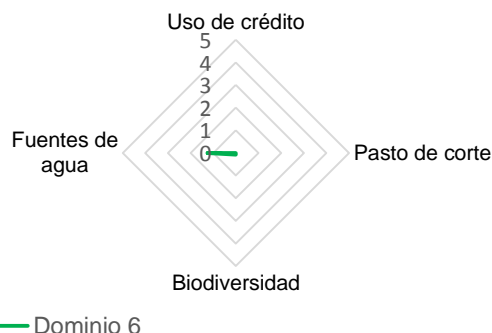 Uso de crédito
5
4
3
2
1
0
Fuentes de
agua
Pasto de corte
Biodiversidad
Dominio 6